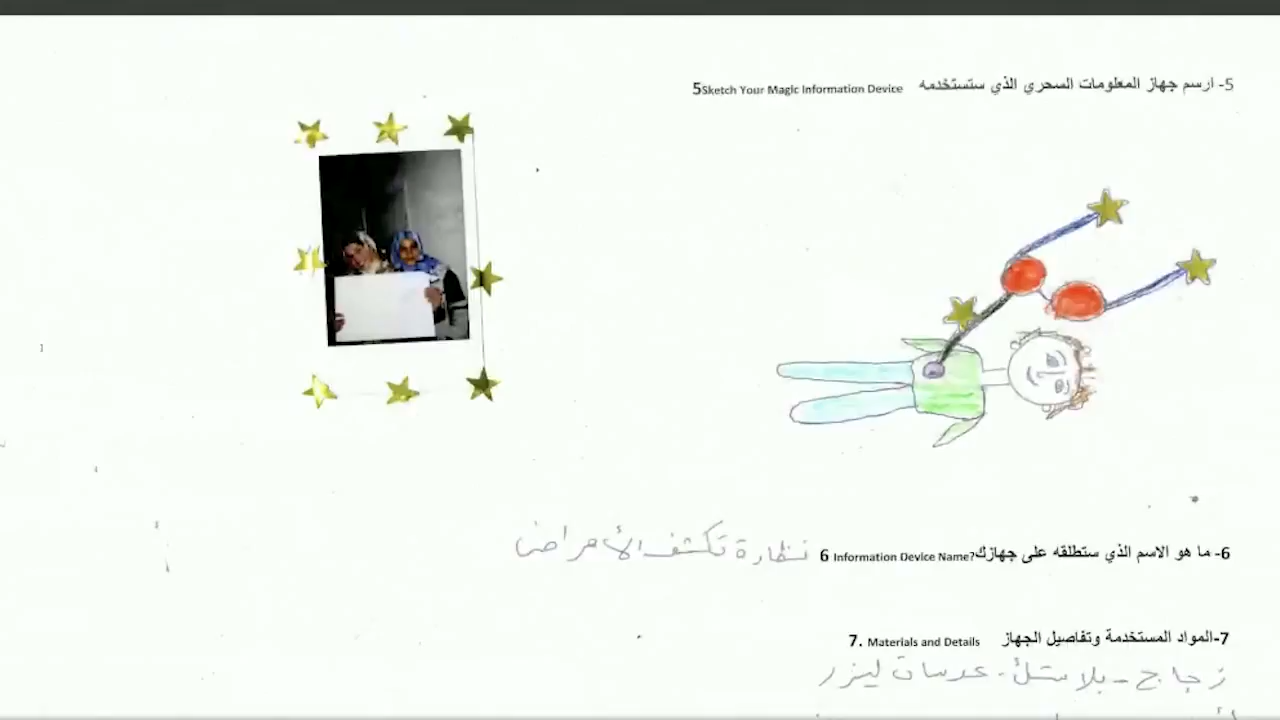 5- ارسم جهاز المعلومات السحري الذي ستستخدمه 5Sketch Your Magic Information Device
6- ما هو الاسم الذي ستطلقه على جهازك 6 Information Device Name? نظارة تكشف الأمراض
7-المواد المستخدمة وتفاصيل الجهاز 7. Materials and Details
زجاج - بلاستك - عدسات ليزر